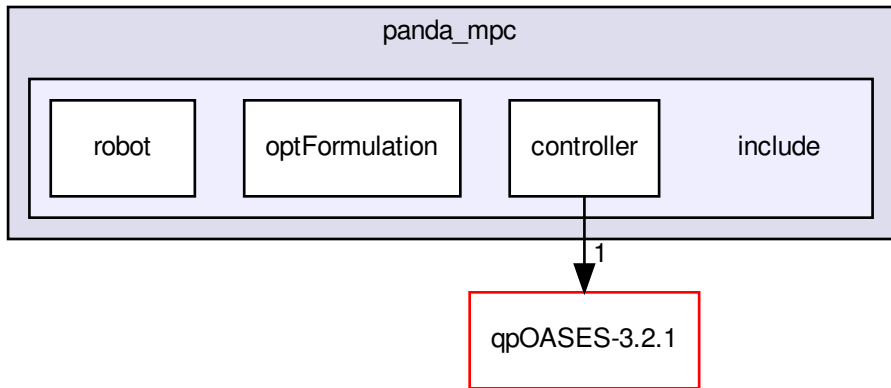 panda_mpc
robot
optFormulation
controller
include
1
qpOASES-3.2.1